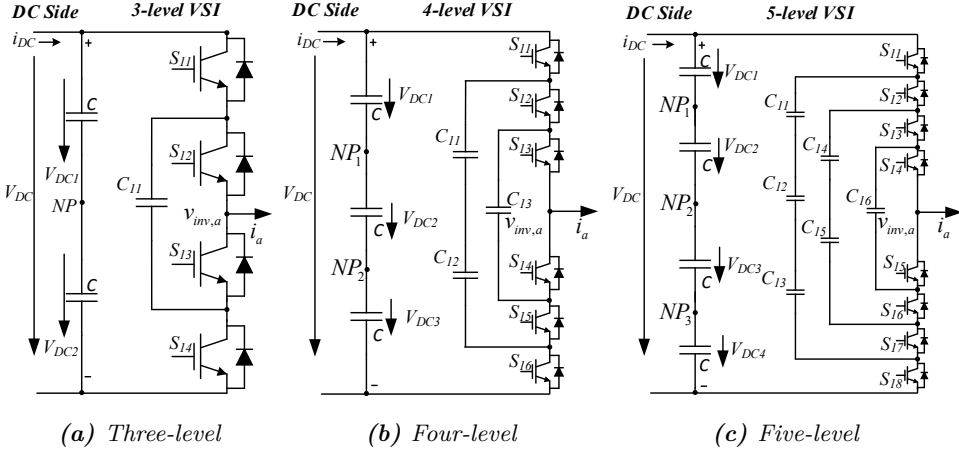 DC Side 3-level VSI
i_DC
+
S_11
C
V_DC1
S_12
C_11
V_DC
NP
v_inv,a
i_a
S_13
C
V_DC2
S_14
−
(a) Three-level
DC Side 4-level VSI
i_DC
+
S_11
C
V_DC1
S_12
S_13
C_11
NP_1
V_DC
C
V_DC2
C_13
v_inv,a
i_a
NP_2
C_12
S_14
C
V_DC3
S_15
S_16
−
(b) Four-level
DC Side 5-level VSI
i_DC
+
S_11
C
V_DC1
S_12
C_11
NP_1
S_13
C
V_DC2
C_14
S_14
V_DC
NP_2
C_12
C_16
v_inv,a
i_a
C_15
C
V_DC3
C_13
S_15
NP_3
S_16
S_17
C
V_DC4
S_18
−
(c) Five-level